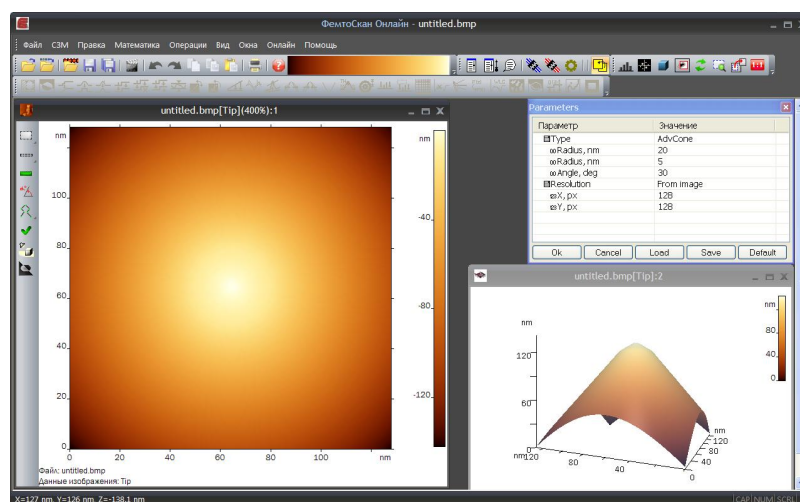 ФемтоСкан Онлайн - untitled.bmp
Файл СЗМ Правка Математика Операции Вид Окна Онлайн Помощь
untitled.bmp[Tip](400%):1
nm
120
100
80
60
40
20
0
0 20 40 60 80 100 120 nm
nm
-40
-80
-120
Файл: untitled.bmp
Данные изображения: Tip
Parameters
Параметр Значение
Type AdvCone
Radius, nm 20
Radius, nm 5
Angle, deg 30
Resolution From image
X, px 128
Y, px 128
Ok Cancel Load Save Default
untitled.bmp[Tip]:2
nm
120
60
0
nm120 80 40 0
0 40 80 120 nm
nm
120
80
40
0
X=127 nm, Y=126 nm, Z=-138.1 nm
CAP NUM SCRL